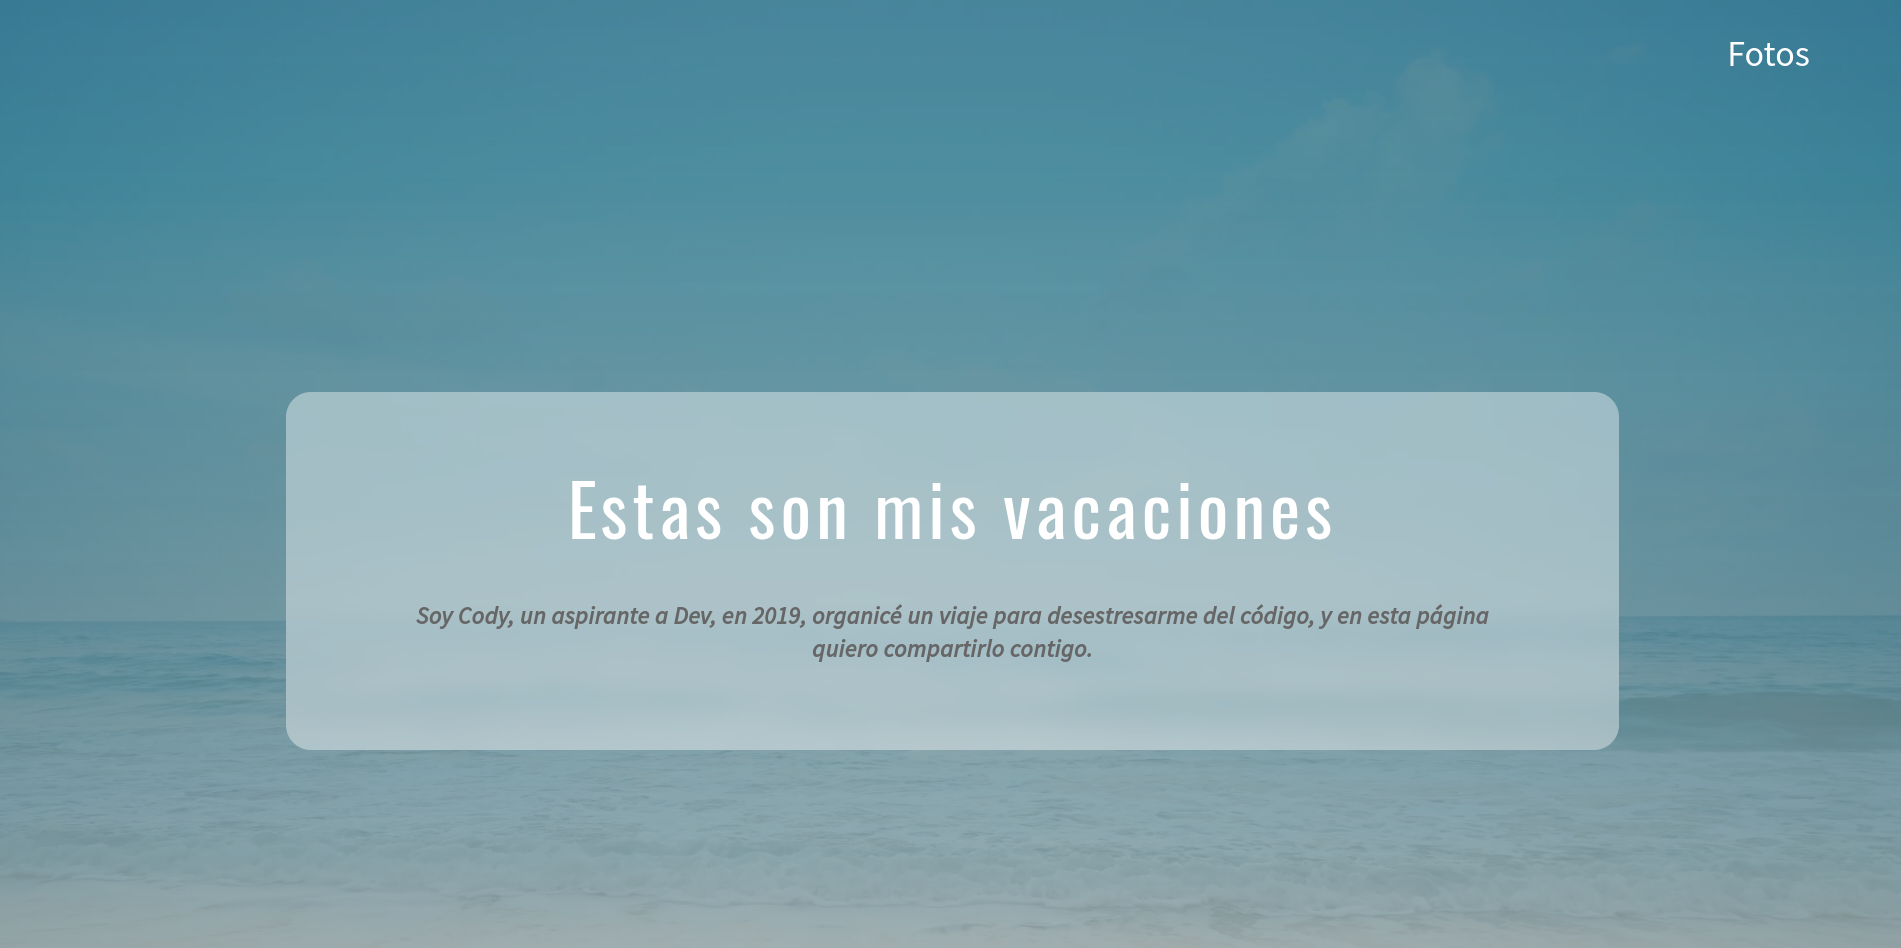 Fotos
Estas son mis vacaciones
Soy Cody, un aspirante a Dev, en 2019, organicé un viaje para desestresarme del código, y en esta página
quiero compartirlo contigo.